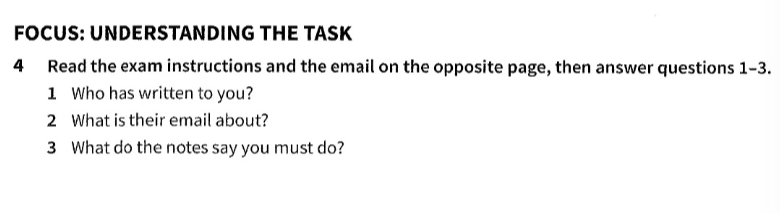 FOCUS: UNDERSTANDING THE TASK
4 Read the exam instructions and the email on the opposite page, then answer questions 1–3.
1 Who has written to you?
2 What is their email about?
3 What do the notes say you must do?